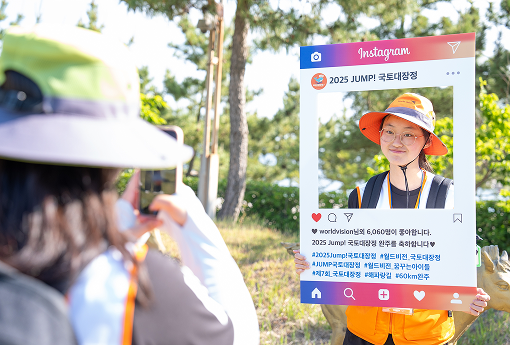 Instagram
2025 JUMP! 국토대장정
worldvision님외 6,060명이 좋아합니다.
2025 Jump! 국토대장정 완주를 축하합니다♥
#2025Jump!국토대장정 #월드비전_국토대장정
#JUMP국토대장정 #월드비전_꿈꾸는아이들
#제7회_국토대장정 #해파랑길 #60km완주